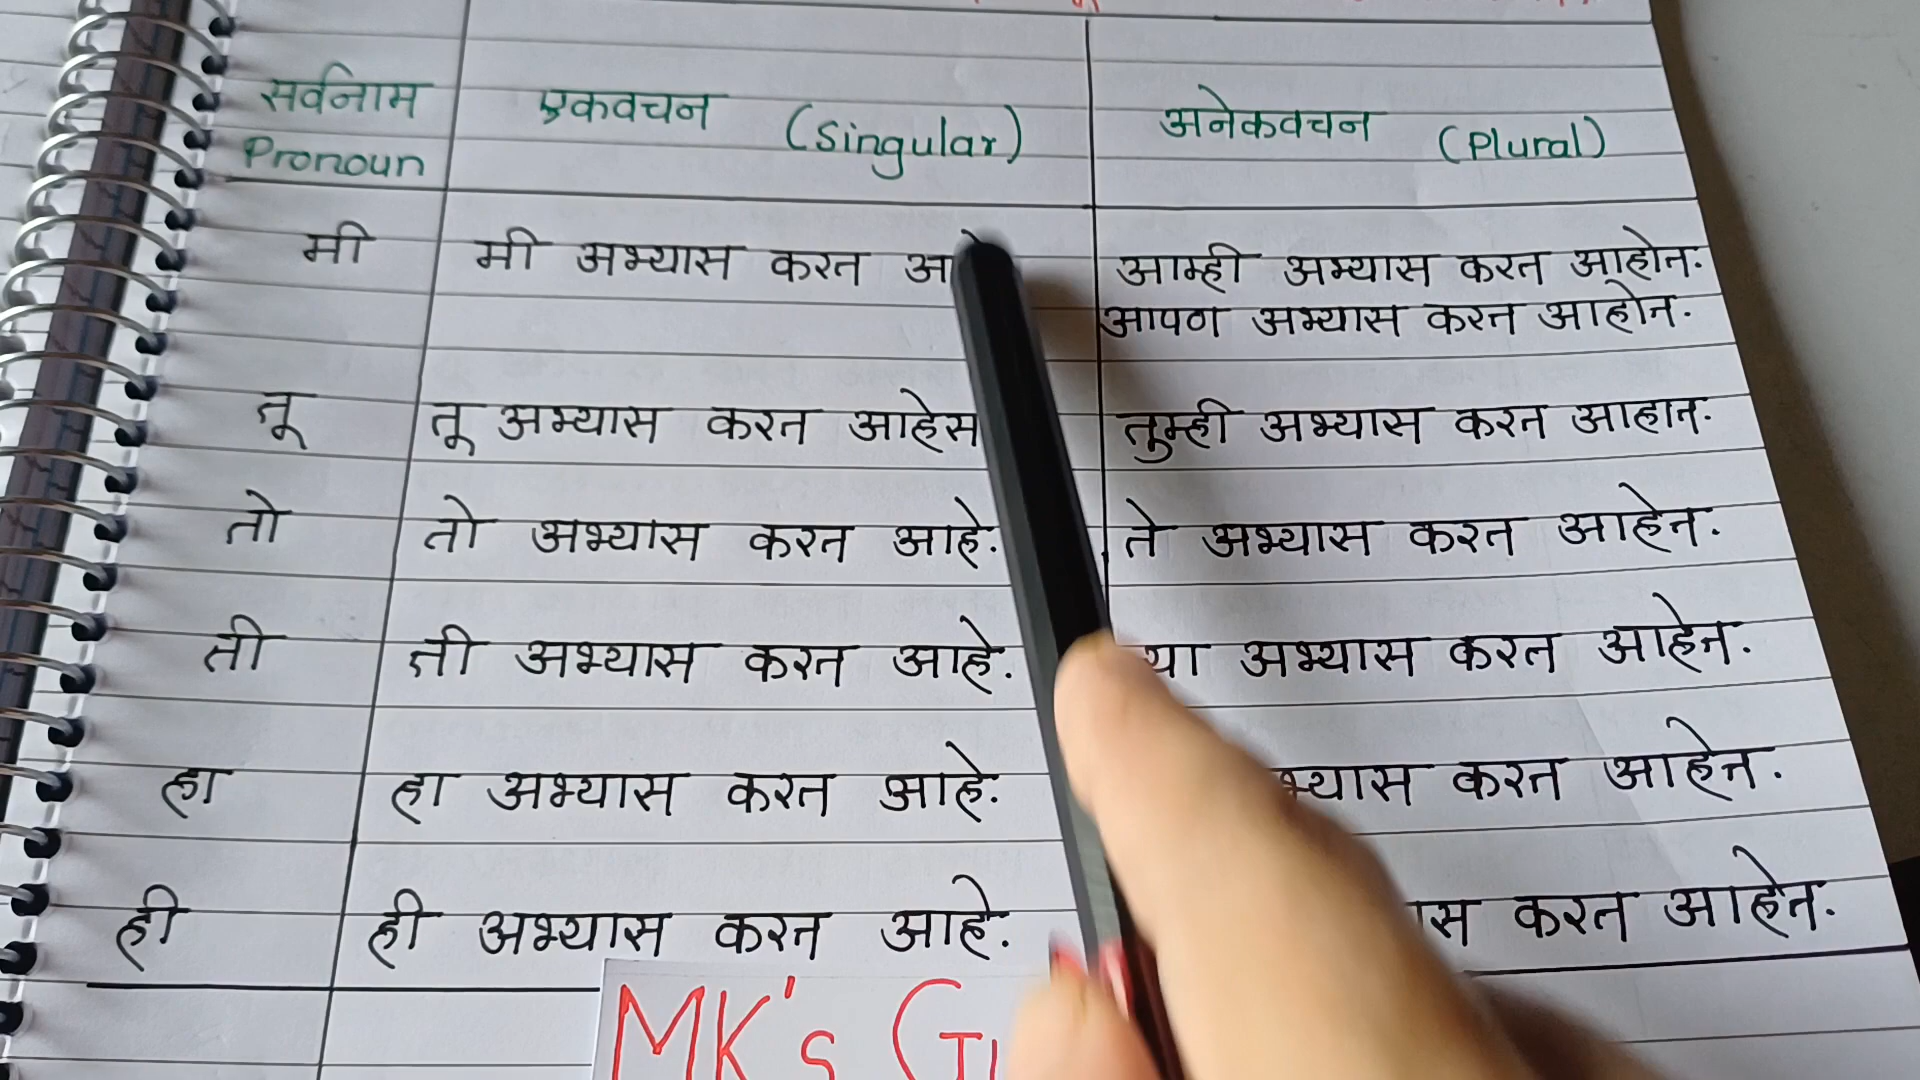 सर्वनाम एकवचन (Singular) अनेकवचन (Plural)
Pronoun
मी मी अभ्यास करत आम्ही अभ्यास करत आहोत.
आपण अभ्यास करत आहोत.
तू तू अभ्यास करत आहेस तुम्ही अभ्यास करत आहात.
तो तो अभ्यास करत आहे. ते अभ्यास करत आहेत.
ती ती अभ्यास करत आहे. अभ्यास करत आहेत.
हा हा अभ्यास करत आहे. करत आहेत.
ही ही अभ्यास करत आहे. करत आहेत.
MK's